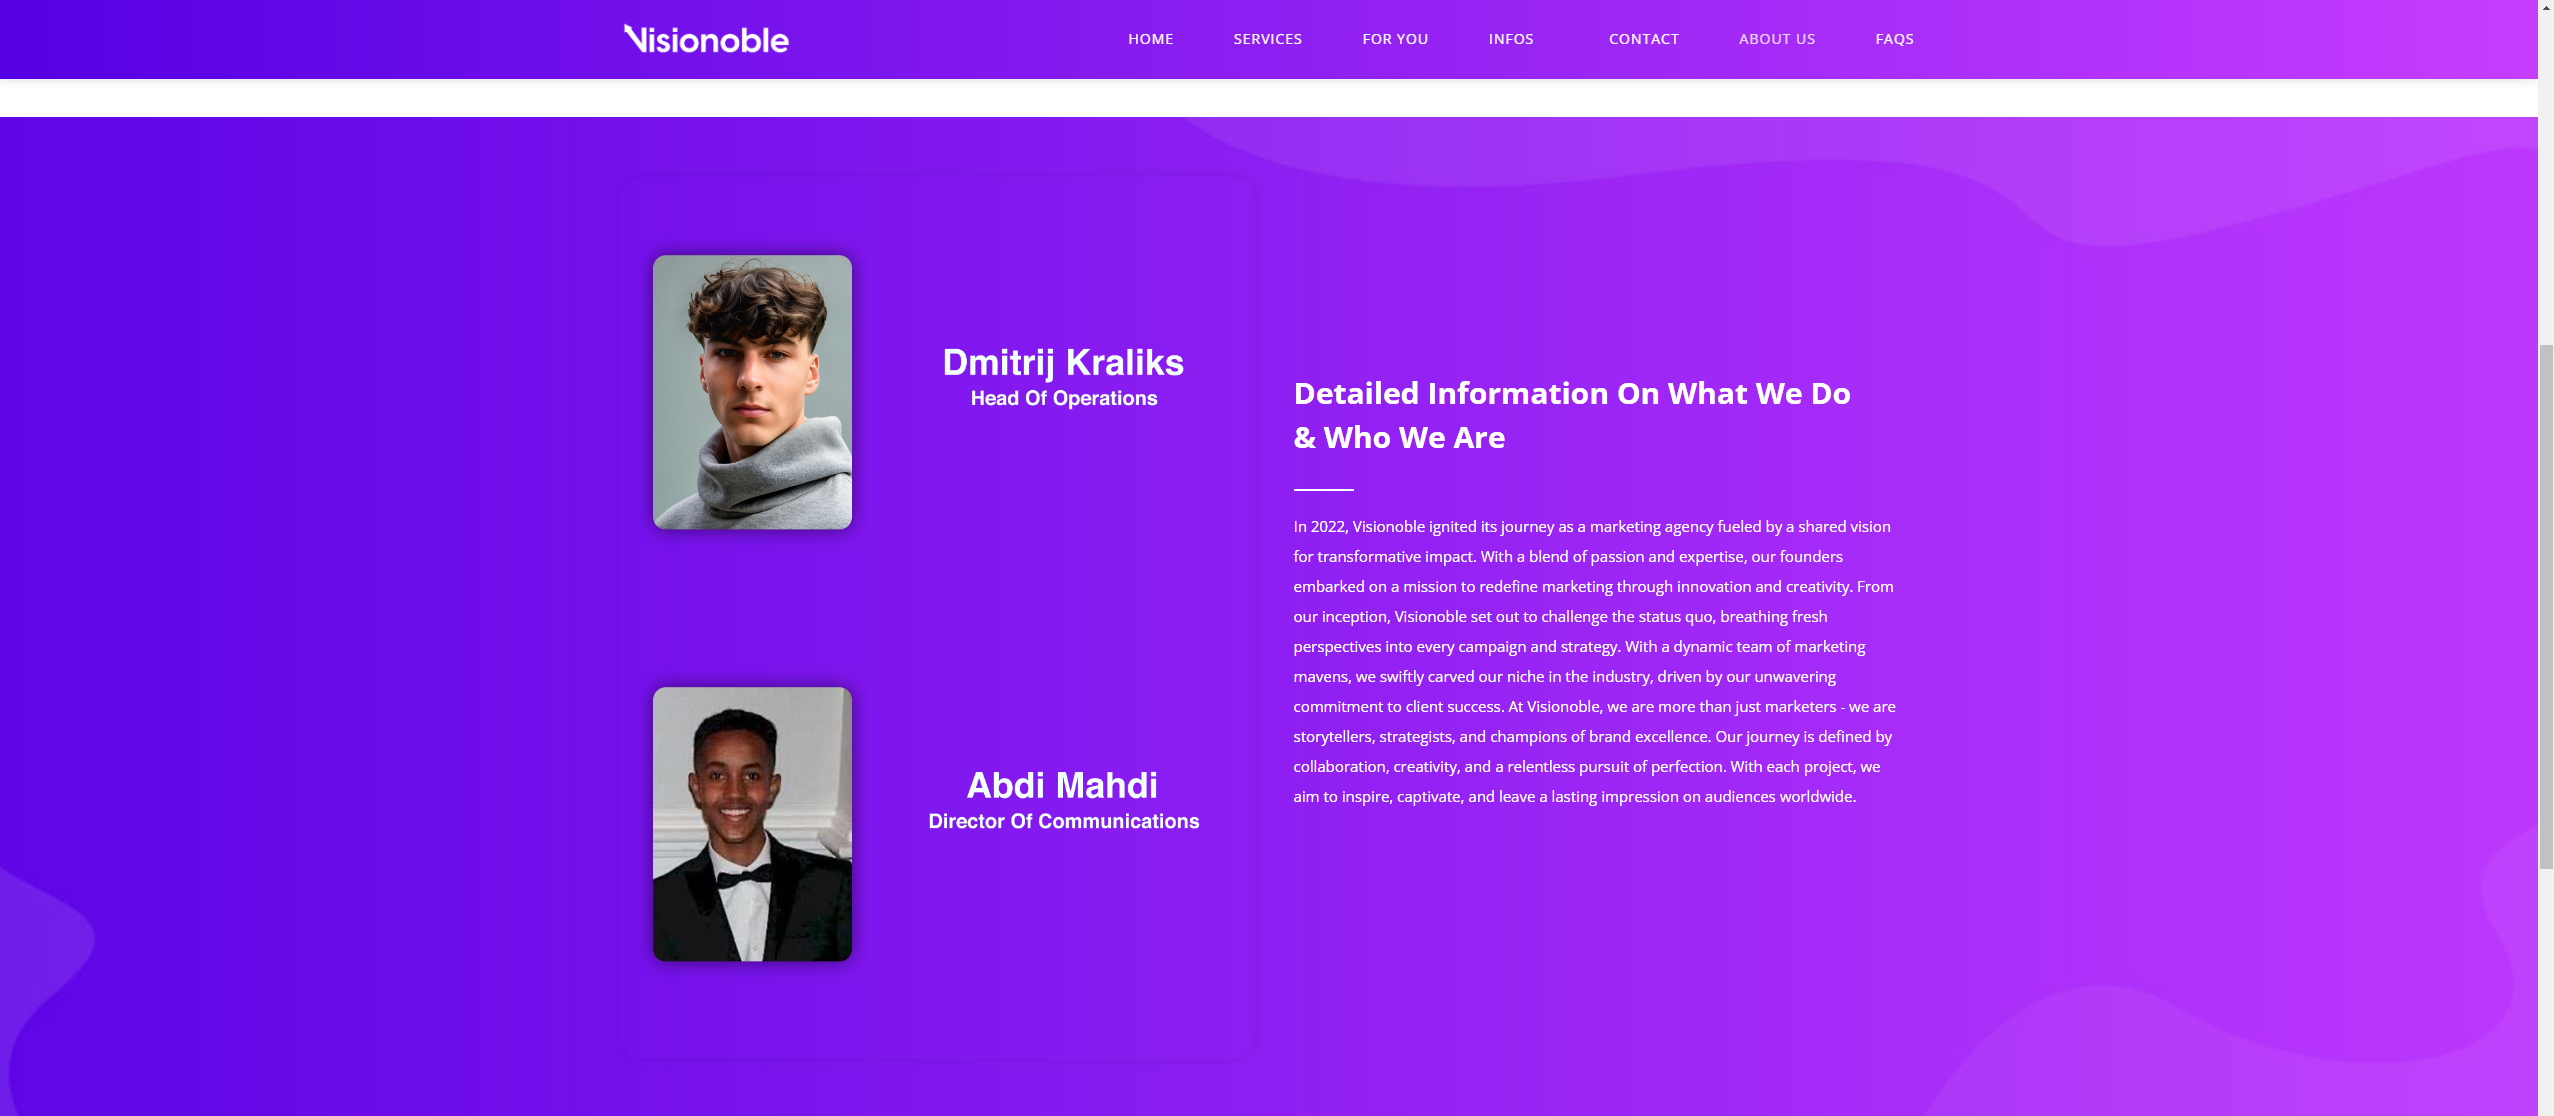 Visionoble
HOME SERVICES FOR YOU INFOS CONTACT ABOUT US FAQS
Dmitrij Kraliks
Head Of Operations
Abdi Mahdi
Director Of Communications
Detailed Information On What We Do
& Who We Are
In 2022, Visionoble ignited its journey as a marketing agency fueled by a shared vision
for transformative impact. With a blend of passion and expertise, our founders
embarked on a mission to redefine marketing through innovation and creativity. From
our inception, Visionoble set out to challenge the status quo, breathing fresh
perspectives into every campaign and strategy. With a dynamic team of marketing
mavens, we swiftly carved our niche in the industry, driven by our unwavering
commitment to client success. At Visionoble, we are more than just marketers - we are
storytellers, strategists, and champions of brand excellence. Our journey is defined by
collaboration, creativity, and a relentless pursuit of perfection. With each project, we
aim to inspire, captivate, and leave a lasting impression on audiences worldwide.